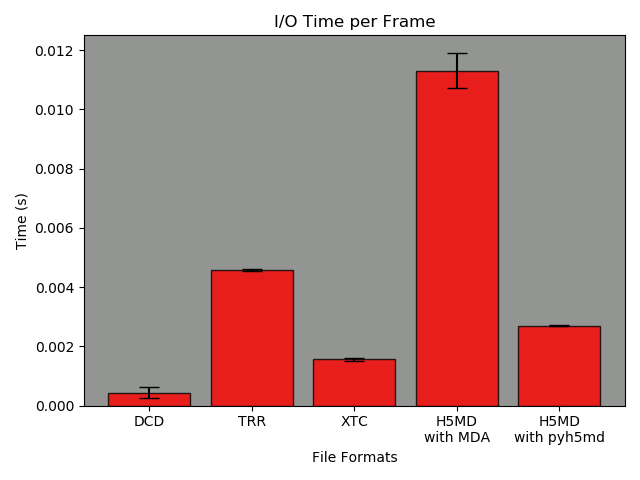 I/O Time per Frame
0.012
0.010
0.008
0.006
0.004
0.002
0.000
Time (s)
DCD
TRR
XTC
H5MD
with MDA
H5MD
with pyh5md
File Formats